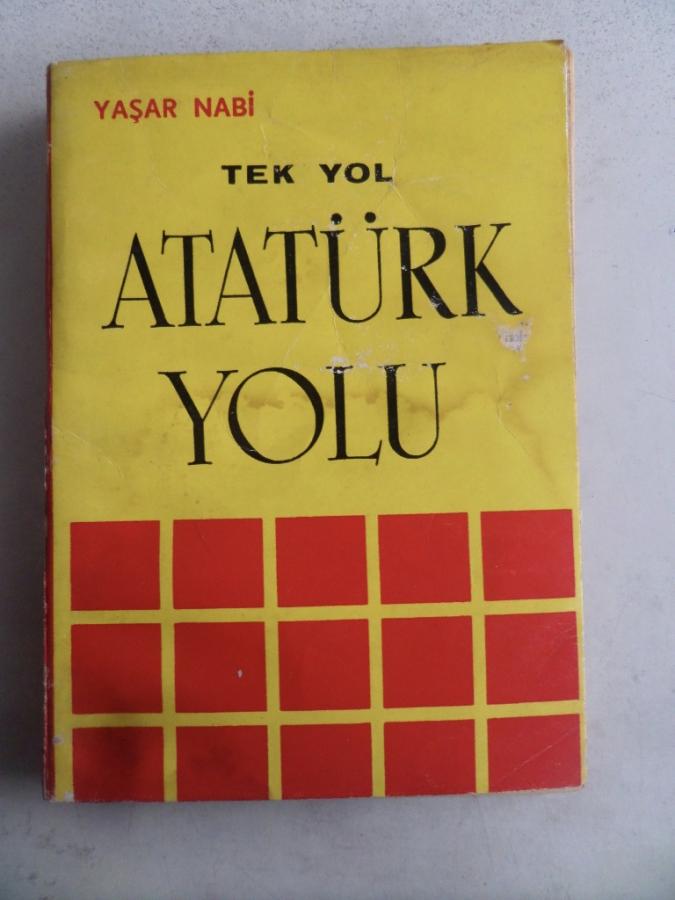 YAŞAR NABİ
TEK YOL
ATATÜRK
YOLU